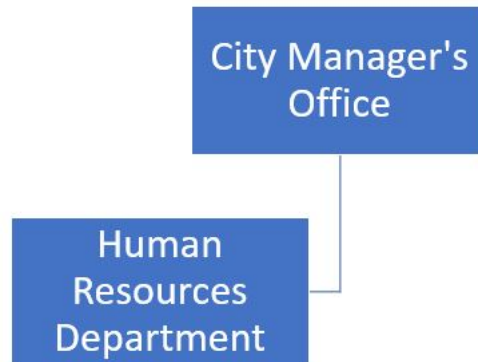 City Manager's
Office
Human
Resources
Department